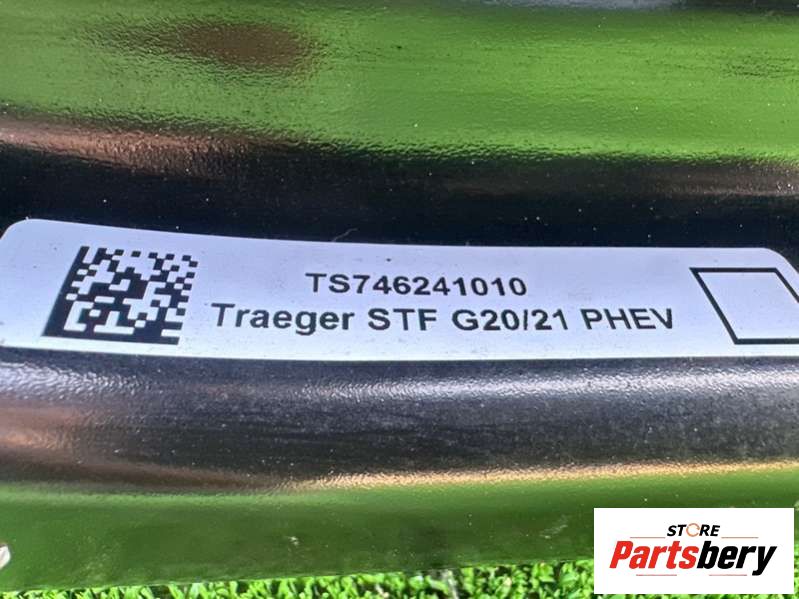 TS746241010
Traeger STF G20/21 PHEV
STORE
Partsbery